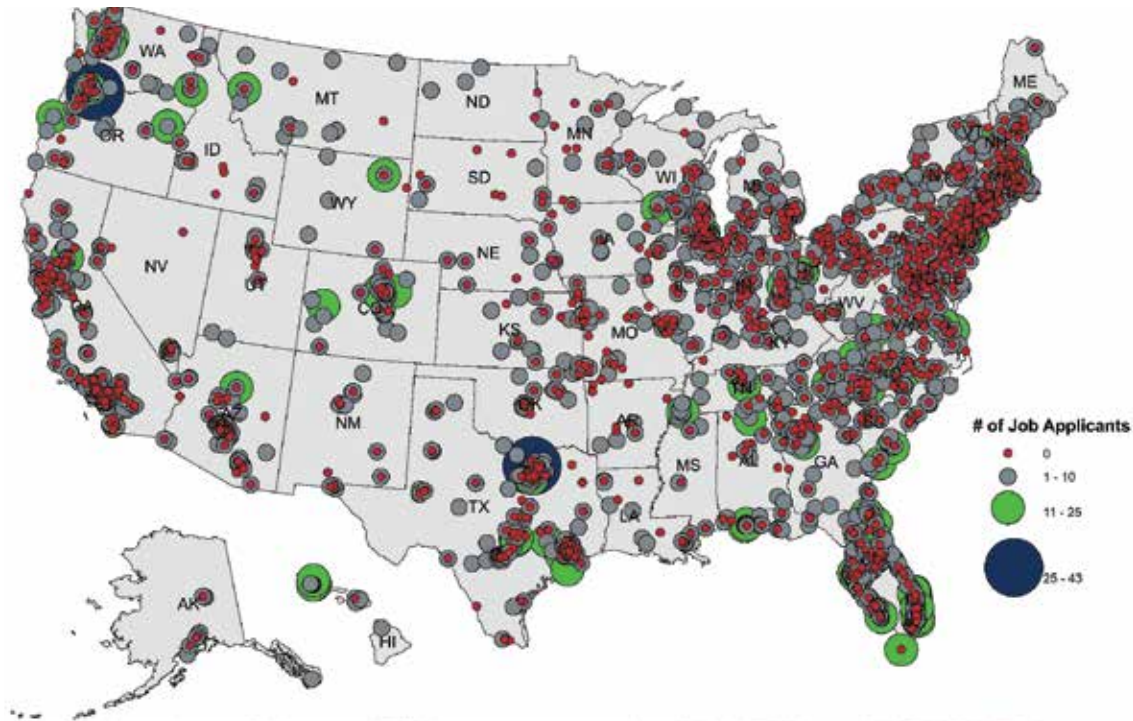 WA
ME
MT
ND
VT
MN
OR
NH
ID
WI
MI
SD
WY
NE
IA
NV
UT
CO
WV
KS
MO
KY
TN
OK
AZ
NM
AR
# of Job Applicants
0
MS
AL
GA
1 - 10
TX
LA
11 - 25
25 - 43
AK
HI